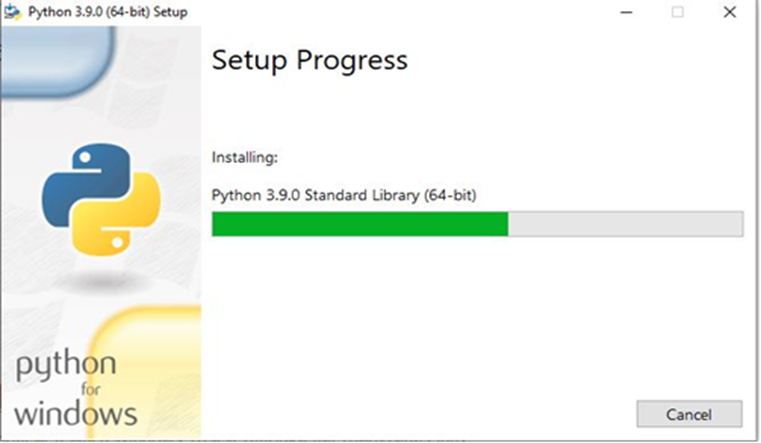 Python 3.9.0 (64-bit) Setup
Setup Progress
Installing:
Python 3.9.0 Standard Library (64-bit)
python
for
windows
Cancel